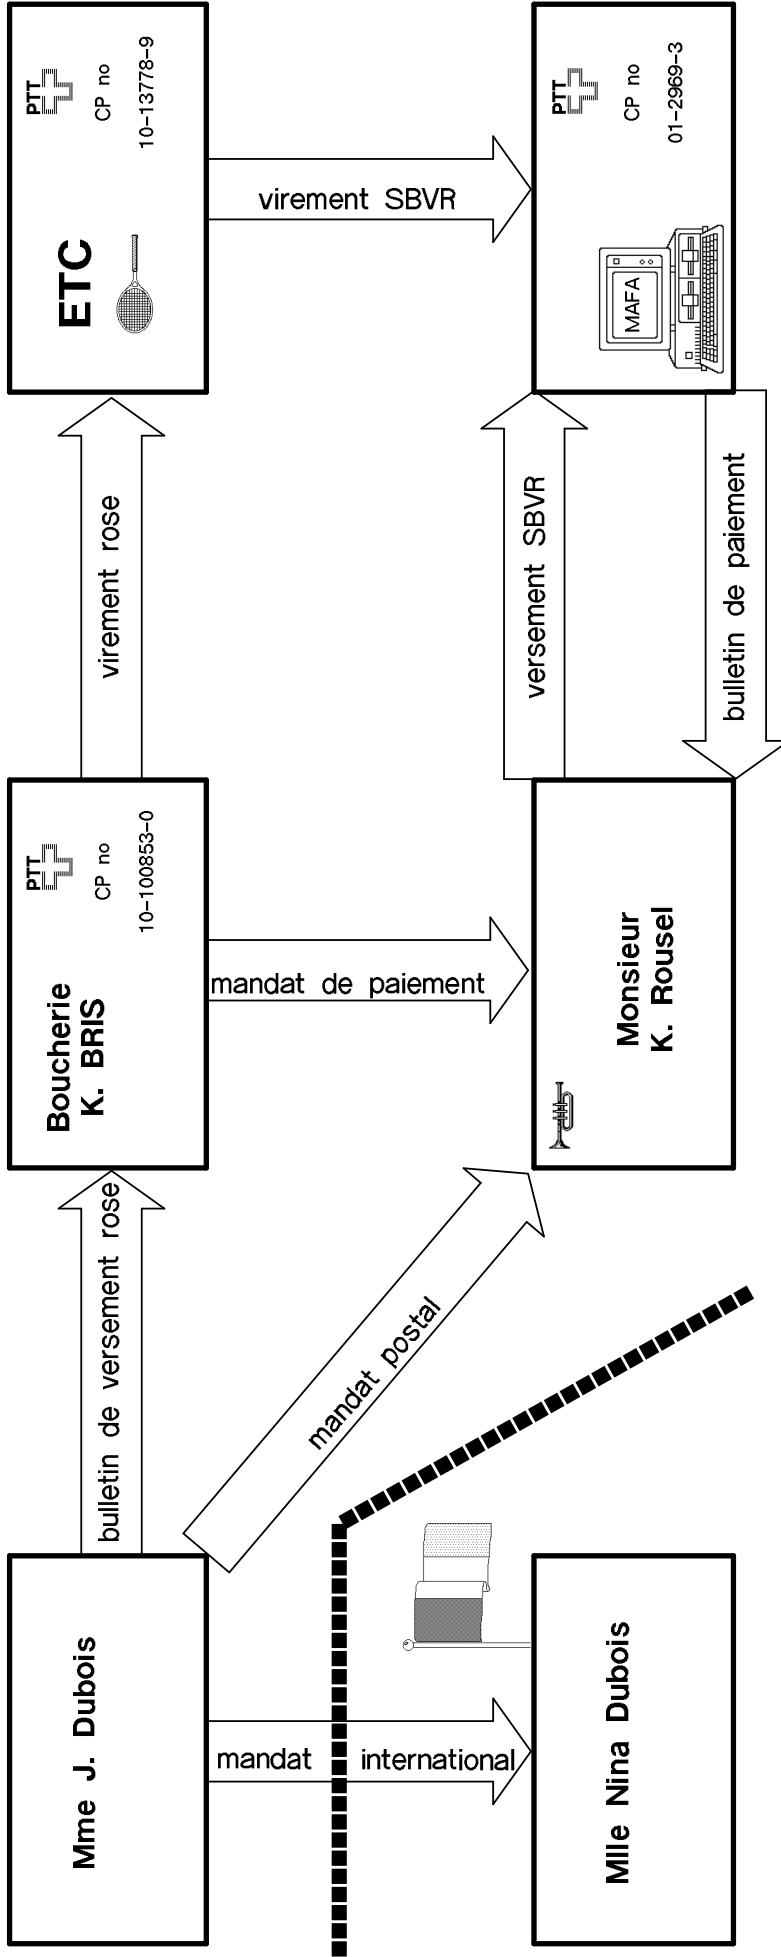 Mme J. Dubois
bulletin de versement rose
Boucherie
K. BRIS
PTT
CP no
10-100853-0
virement rose
ETC
PTT
CP no
10-13778-9
mandat international
mandat postal
mandat de paiement
virement SBVR
Mlle Nina Dubois
Monsieur
K. Rousel
versement SBVR
bulletin de paiement
MAFA
PTT
CP no
01-2969-3